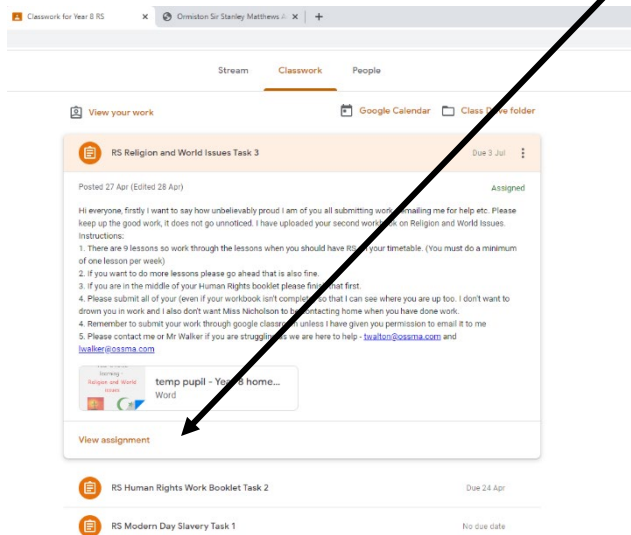 Classwork for Year 8 RS
Ormiston Sir Stanley Matthews A
Stream Classwork People
View your work Google Calendar Class Drive folder
RS Religion and World Issues Task 3 Due 3 Jul
Posted 27 Apr (Edited 28 Apr) Assigned
Hi everyone, firstly I want to say how unbelievably proud I am of you all submitting work, emailing me for help etc. Please
keep up the good work, it does not go unnoticed. I have uploaded your second workbook on Religion and World Issues.
Instructions:
1. There are 9 lessons so work through the lessons when you should have RS on your timetable. (You must do a minimum
of one lesson per week)
2. If you want to do more lessons please go ahead that is also fine.
3. If you are in the middle of your Human Rights booklet please finish that first.
4. Please submit all of your (even if your workbook isn't complete) so that I can see where you are up too. I don't want to
drown you in work and I also don't want Miss Nicholson to be contacting home when you have done work.
4. Remember to submit your work through google classroom unless I have given you permission to email it to me
5. Please contact me or Mr Walker if you are struggling as we are here to help - twalton@ossma.com and
lwalker@ossma.com
learning -
Religion and World
Issues
temp pupil - Year 8 home...
Word
View assignment
RS Human Rights Work Booklet Task 2 Due 24 Apr
RS Modern Day Slavery Task 1 No due date